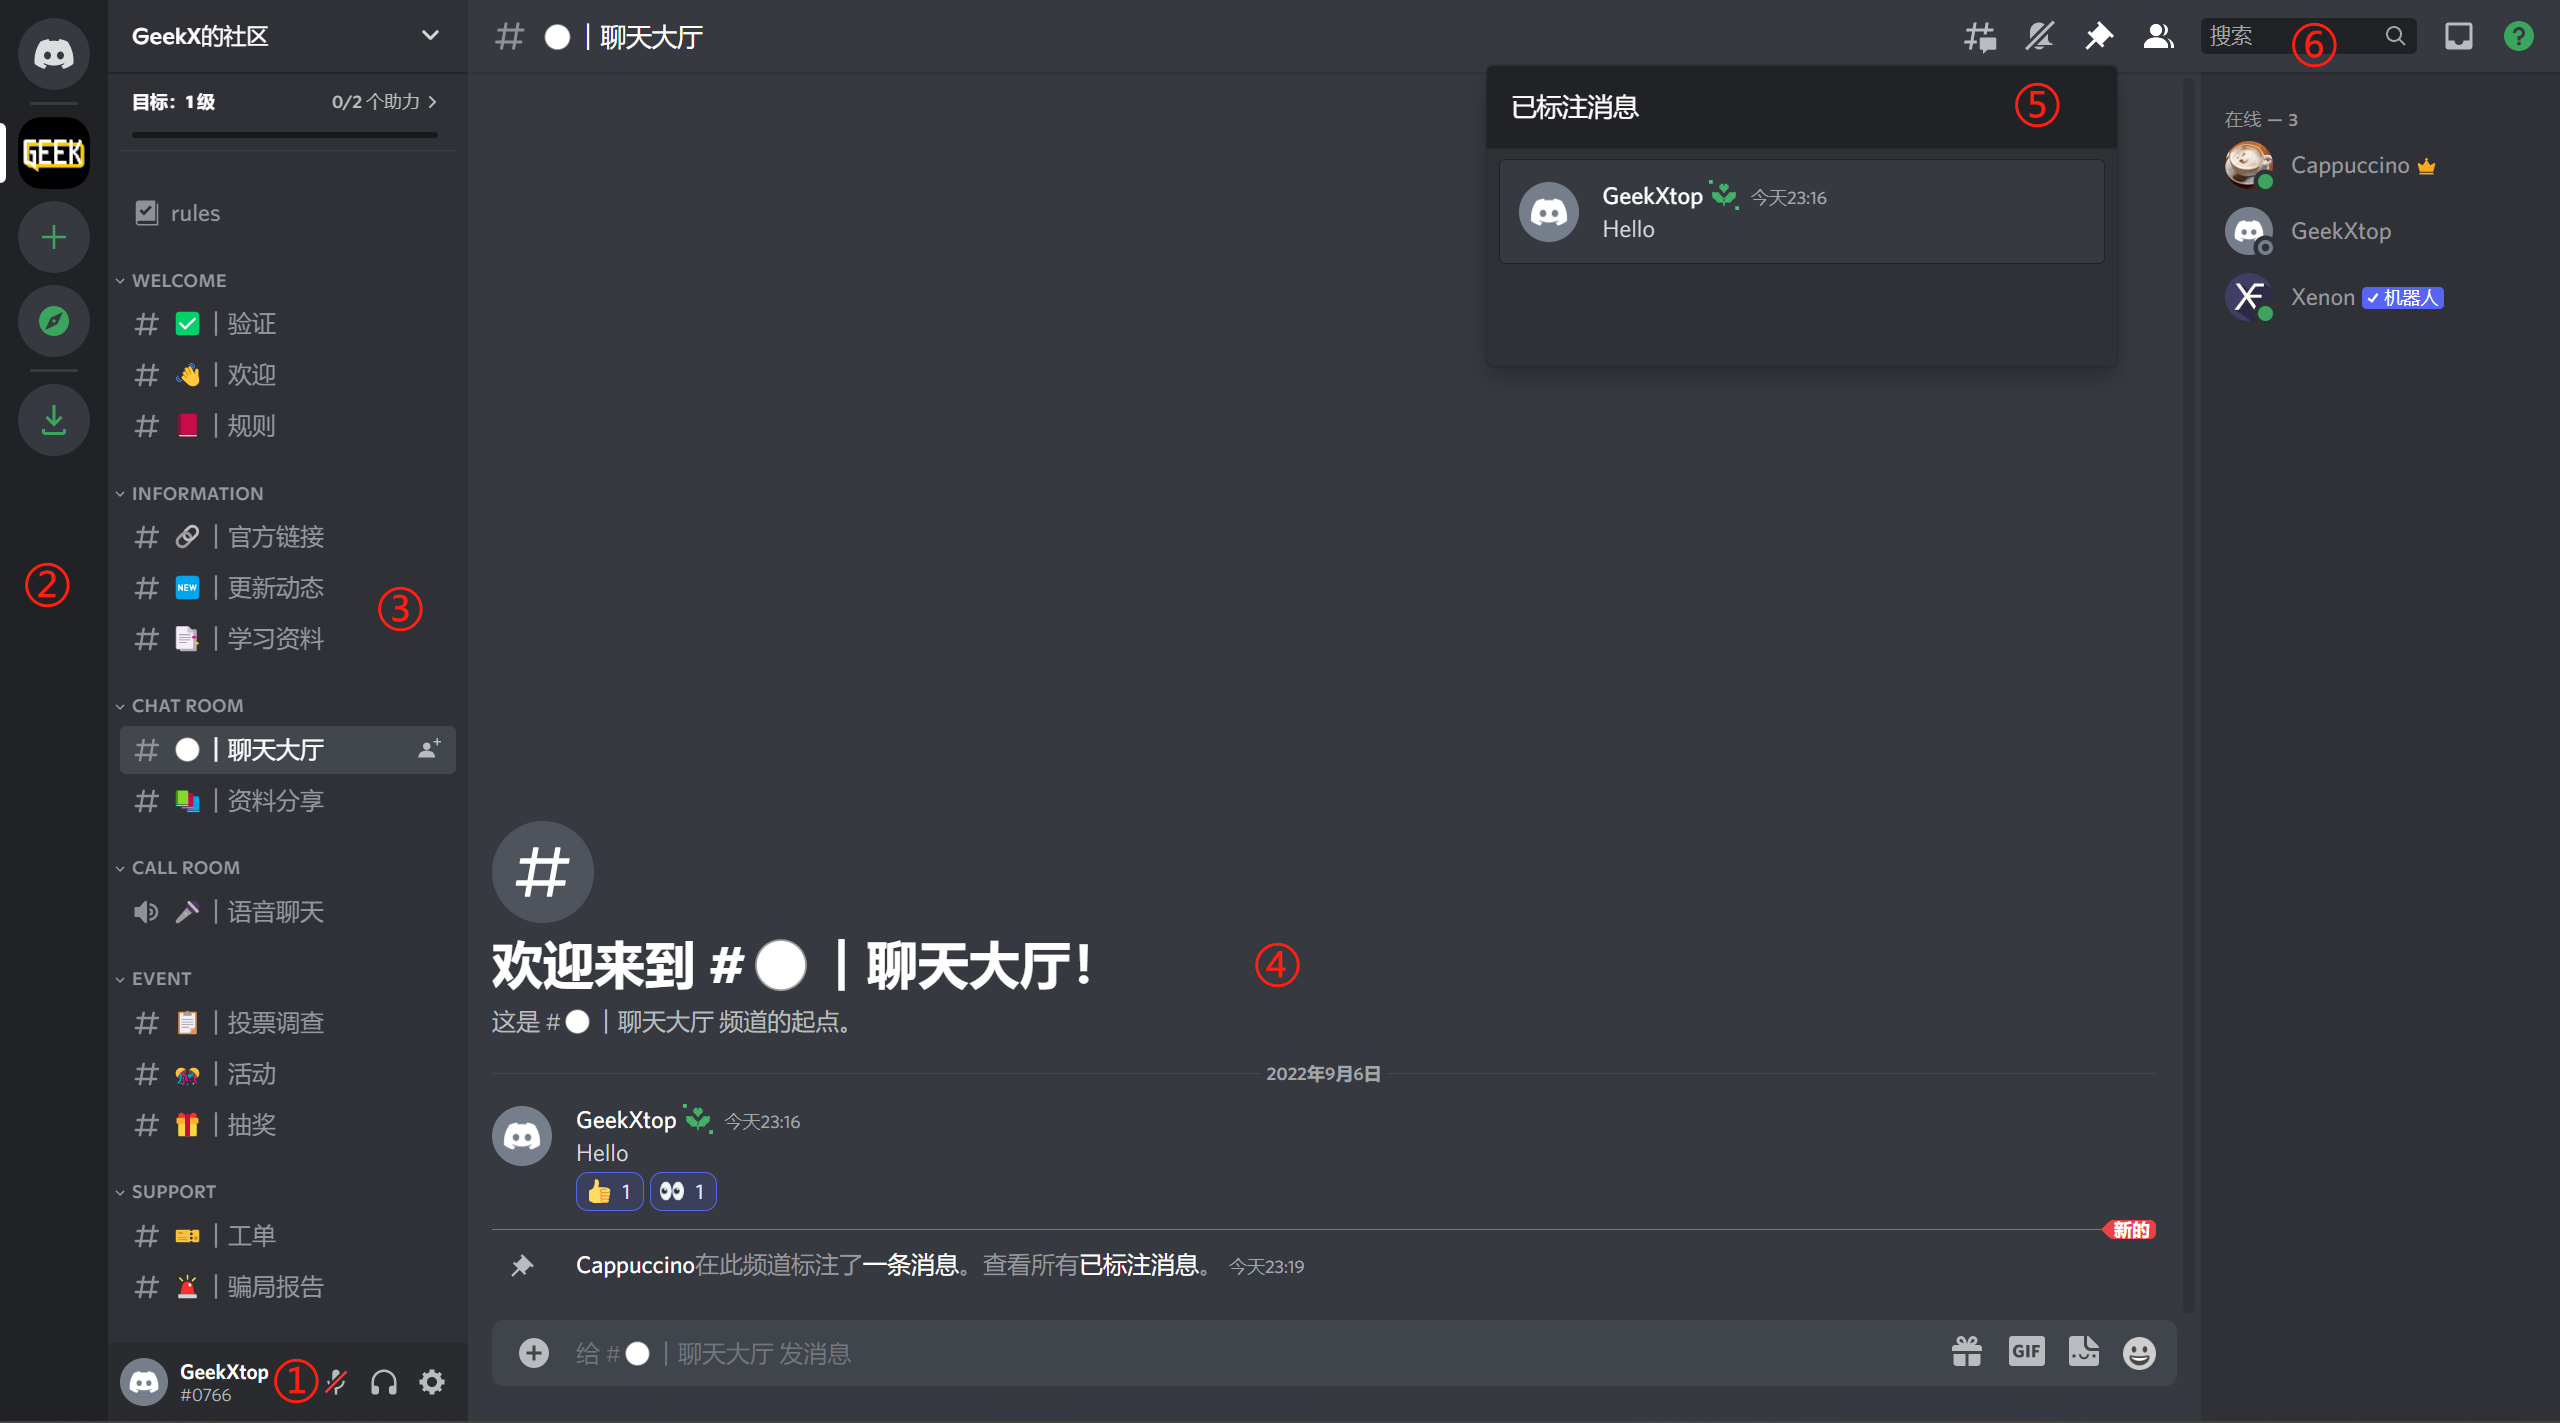 GeekX的社区
目标：1级
0/2 个助力
GEEK
rules
WELCOME
｜验证
｜欢迎
｜规则
INFORMATION
｜官方链接
NEW｜更新动态
｜学习资料
CHAT ROOM
｜聊天大厅
｜资料分享
CALL ROOM
｜语音聊天
EVENT
｜投票调查
｜活动
｜抽奖
SUPPORT
｜工单
｜骗局报告
②
③
GeekXtop ①
#0766
# ｜聊天大厅
搜索 ⑥
?
已标注消息 ⑤
GeekXtop 今天23:16
Hello
#
欢迎来到 # ｜聊天大厅！ ④
这是 # ｜聊天大厅 频道的起点。
2022年9月6日
GeekXtop 今天23:16
Hello
1 1
新的
Cappuccino在此频道标注了一条消息。查看所有已标注消息。 今天23:19
给 # ｜聊天大厅 发消息
GIF
在线 — 3
Cappuccino
GeekXtop
Xenon 机器人